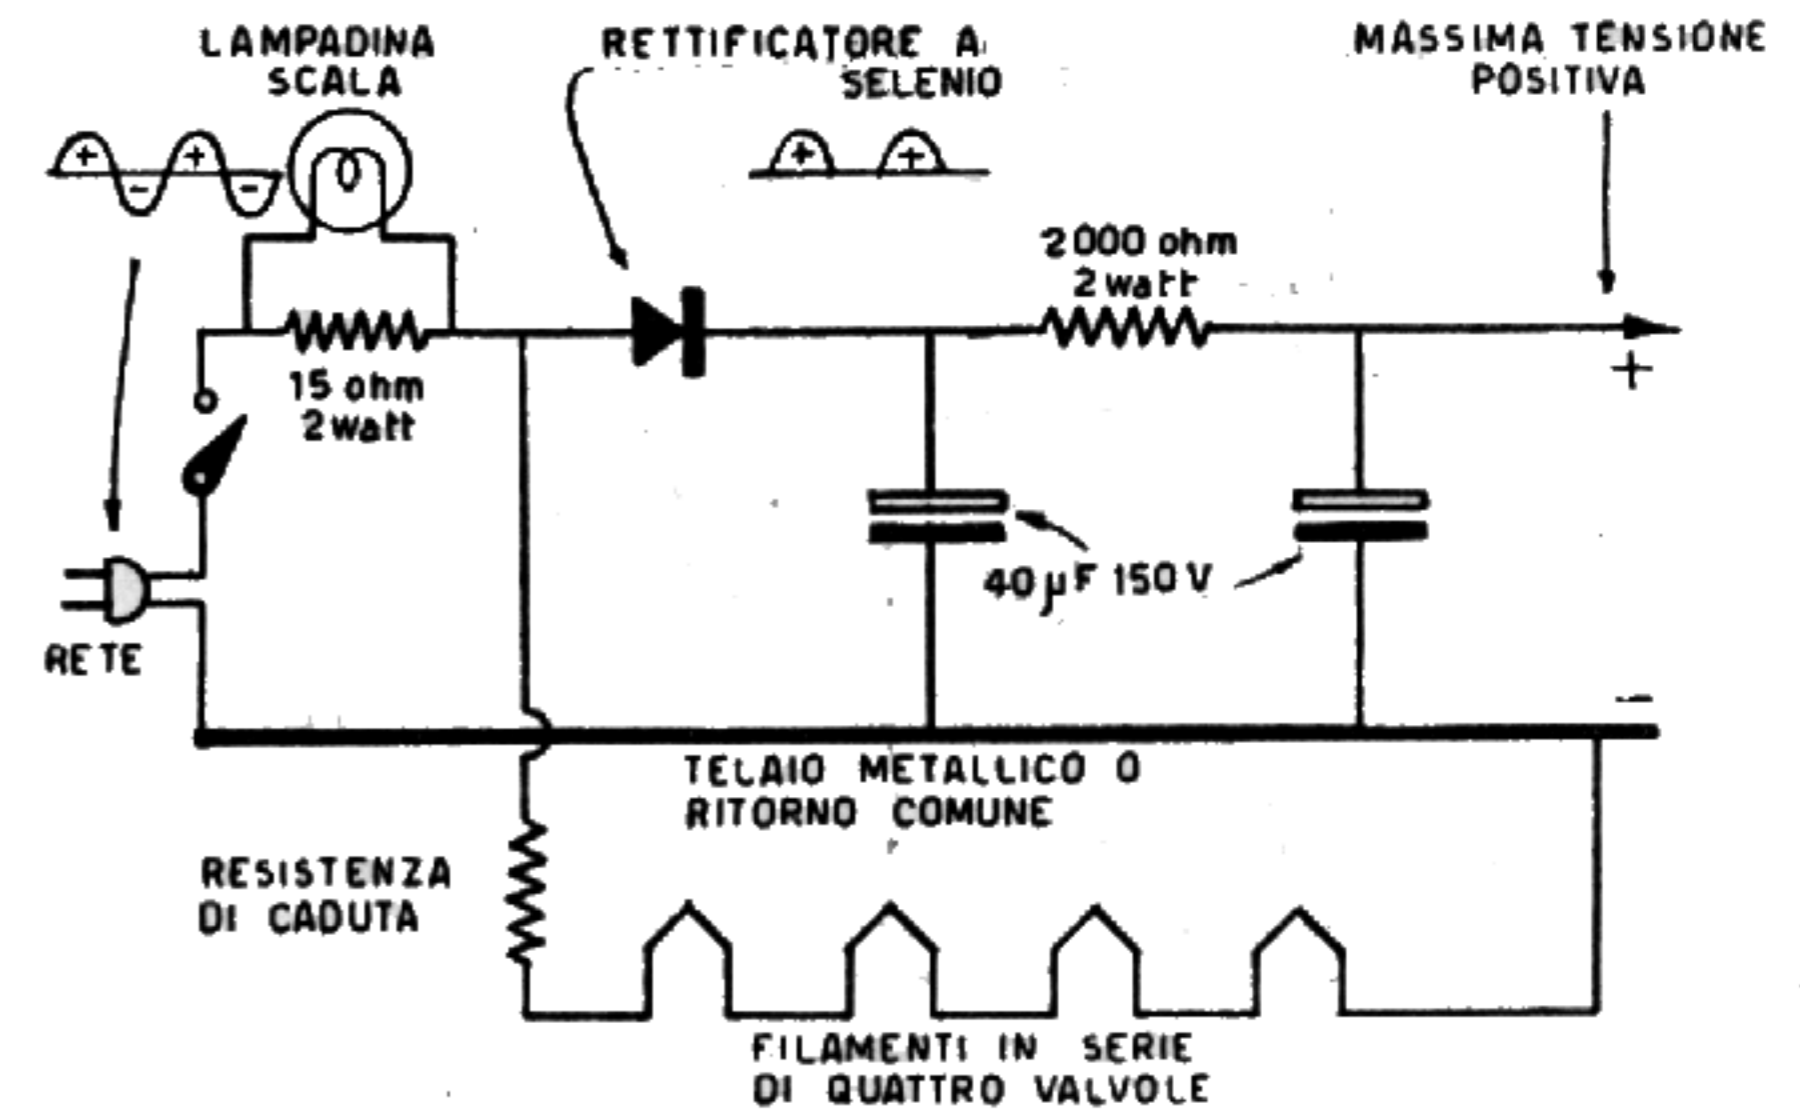 LAMPADINA
SCALA
RETTIFICATORE A
SELENIO
MASSIMA TENSIONE
POSITIVA
+ - + -
+ +
2000 ohm
2 watt
15 ohm
2 watt
+
40 µF 150 V
RETE
-
TELAIO METALLICO O
RITORNO COMUNE
RESISTENZA
DI CADUTA
FILAMENTI IN SERIE
DI QUATTRO VALVOLE